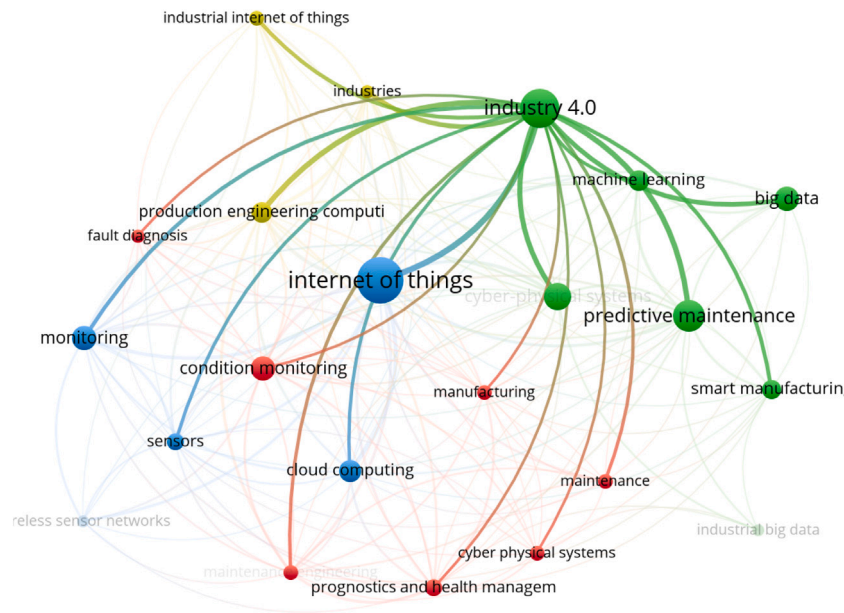 industrial internet of things
industries
industry 4.0
machine learning
big data
production engineering computi
fault diagnosis
internet of things
cyber-physical systems
predictive maintenance
monitoring
condition monitoring
manufacturing
smart manufacturin
sensors
cloud computing
maintenance
reless sensor networks
industrial big data
cyber physical systems
maintenance engineering
prognostics and health managem